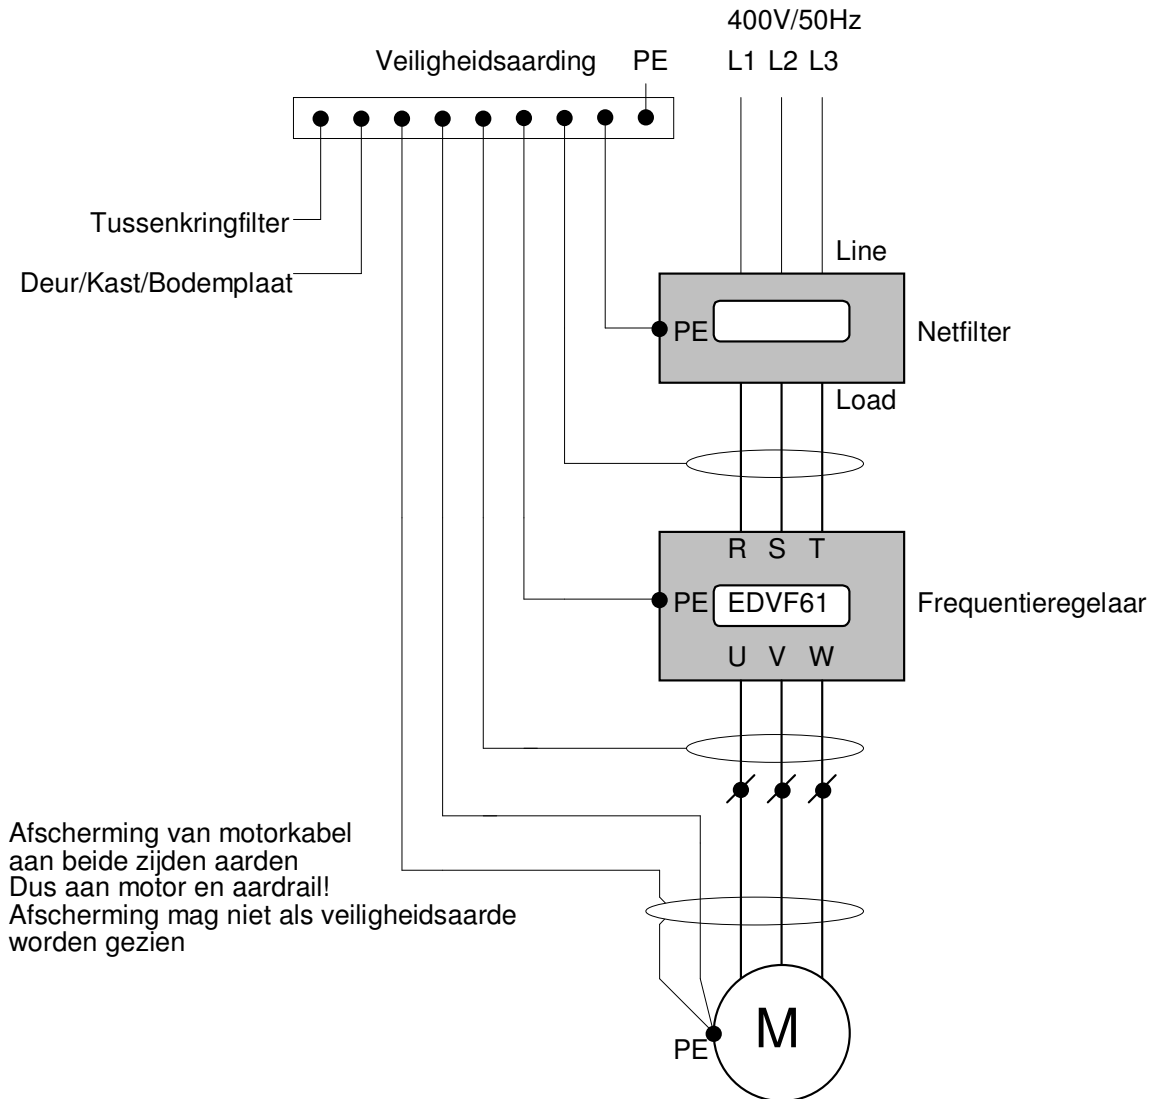 400V/50Hz
Veiligheidsaarding PE L1 L2 L3
Tussenkringfilter
Deur/Kast/Bodemplaat
Line
PE
Netfilter
Load
R S T
PE EDVF61
Frequentieregelaar
U V W
Afscherming van motorkabel
aan beide zijden aarden
Dus aan motor en aardrail!
Afscherming mag niet als veiligheidsaarde
worden gezien
M
PE